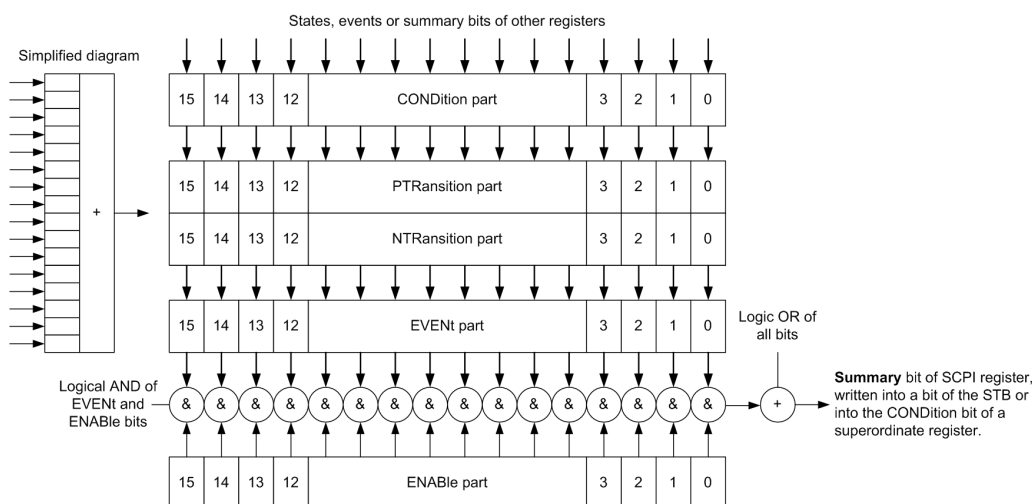 States, events or summary bits of other registers
Simplified diagram
+
15 14 13 12 CONDition part 3 2 1 0
15 14 13 12 PTRansition part 3 2 1 0
15 14 13 12 NTRansition part 3 2 1 0
15 14 13 12 EVENt part 3 2 1 0
Logic OR of
all bits
Logical AND of
EVENt and
ENABle bits
& & & & & & & & & & & & & & & &
+
Summary bit of SCPI register,
written into a bit of the STB or
into the CONDition bit of a
superordinate register.
15 14 13 12 ENABle part 3 2 1 0